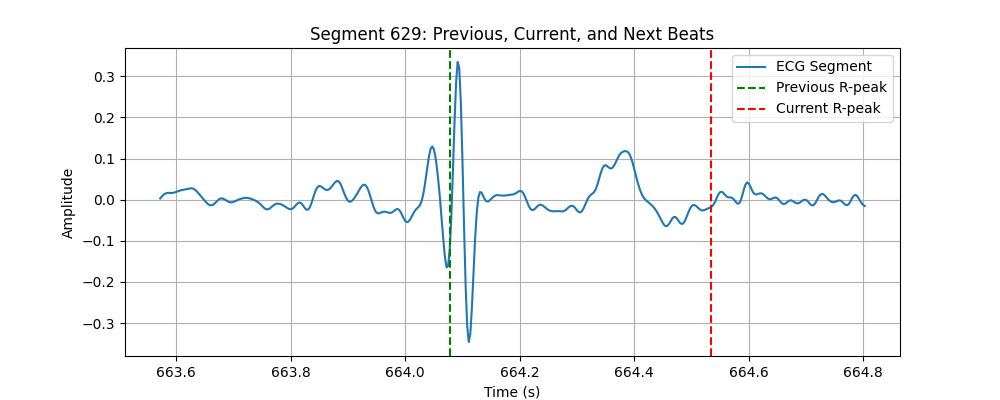 Segment 629: Previous, Current, and Next Beats
ECG Segment
Previous R-peak
Current R-peak
Amplitude
0.3
0.2
0.1
0.0
−0.1
−0.2
−0.3
663.6 663.8 664.0 664.2 664.4 664.6 664.8
Time (s)